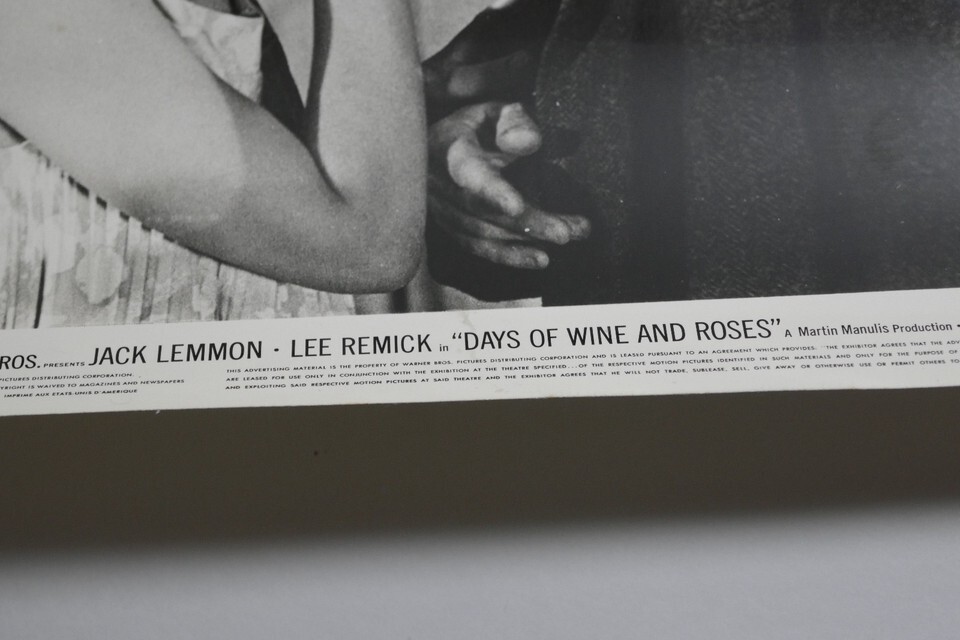 ROS. PRESENTS JACK LEMMON · LEE REMICK in "DAYS OF WINE AND ROSES" A Martin Manulis Production ·
PICTURES DISTRIBUTING CORPORATION.
YRIGHT IS WAIVED TO MAGAZINES AND NEWSPAPERS
IMPRIME AUX ETATS-UNIS D'AMERIQUE
THIS ADVERTISING MATERIAL IS THE PROPERTY OF WARNER BROS. PICTURES DISTRIBUTING CORPORATION AND IS LEASED PURSUANT TO AN AGREEMENT WHICH PROVIDES: "THE EXHIBITOR AGREES THAT THE ADV
ARE LEASED FOR USE ONLY IN CONJUNCTION WITH THE EXHIBITION AT THE THEATRE SPECIFIED...OF THE RESPECTIVE MOTION PICTURES IDENTIFIED IN SUCH MATERIALS AND ONLY FOR THE PURPOSE OF
AND EXPLOITING SAID RESPECTIVE MOTION PICTURES AT SAID THEATRE AND THE EXHIBITOR AGREES THAT HE WILL NOT TRADE, SUBLEASE, SELL, GIVE AWAY OR OTHERWISE USE OR PERMIT OTHERS TO